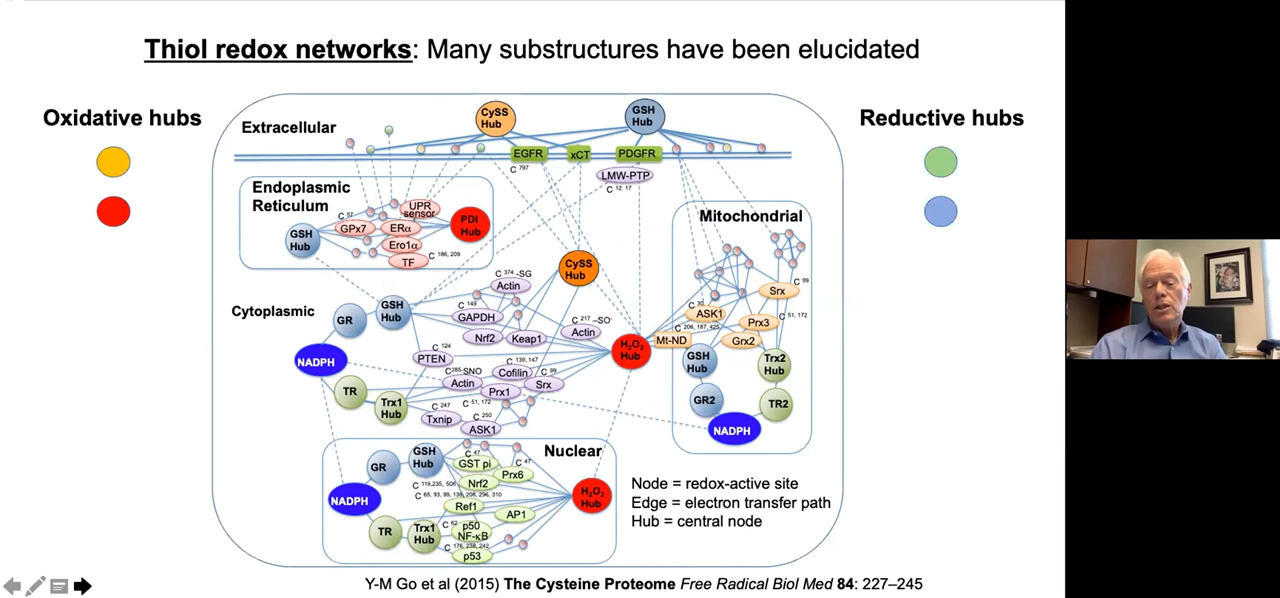 Thiol redox networks: Many substructures have been elucidated
Oxidative hubs
Reductive hubs
Extracellular
CySS
Hub
GSH
Hub
EGFR
xCT
PDGFR
C 797
LMW-PTP
C 12, 17
Endoplasmic
Reticulum
UPR
sensor
C 57
GPx7
ERα
PDI
Hub
GSH
Hub
Ero1α
TF
C 186, 209
Mitochondrial
Srx
C 99
ASK1
C 30
C 206, 187, 425
Prx3
C 51, 172
Mt-ND
Grx2
GSH
Hub
Trx2
Hub
GR2
TR2
NADPH
Cytoplasmic
CySS
Hub
C 374 -SG
Actin
GSH
Hub
GR
C 149
GAPDH
C 217 –SO-
Actin
Nrf2
Keap1
H2O2
Hub
NADPH
C 124
PTEN
C 139, 147
Cofilin
C285-SNO
Actin
C 99
Srx
Prx1
C 51, 172
TR
Trx1
Hub
C 247
Txnip
C 250
ASK1
Nuclear
GSH
Hub
GR
C 47
GST pi
C 47
Prx6
C 119,235, 506
Nrf2
C 65, 93, 99, 138, 208, 296, 310
H2O2
Hub
NADPH
Ref1
AP1
TR
Trx1
Hub
C 62
p50
NF-κB
C 176, 238, 242
p53
Node = redox-active site
Edge = electron transfer path
Hub = central node
Y-M Go et al (2015) The Cysteine Proteome Free Radical Biol Med 84: 227–245